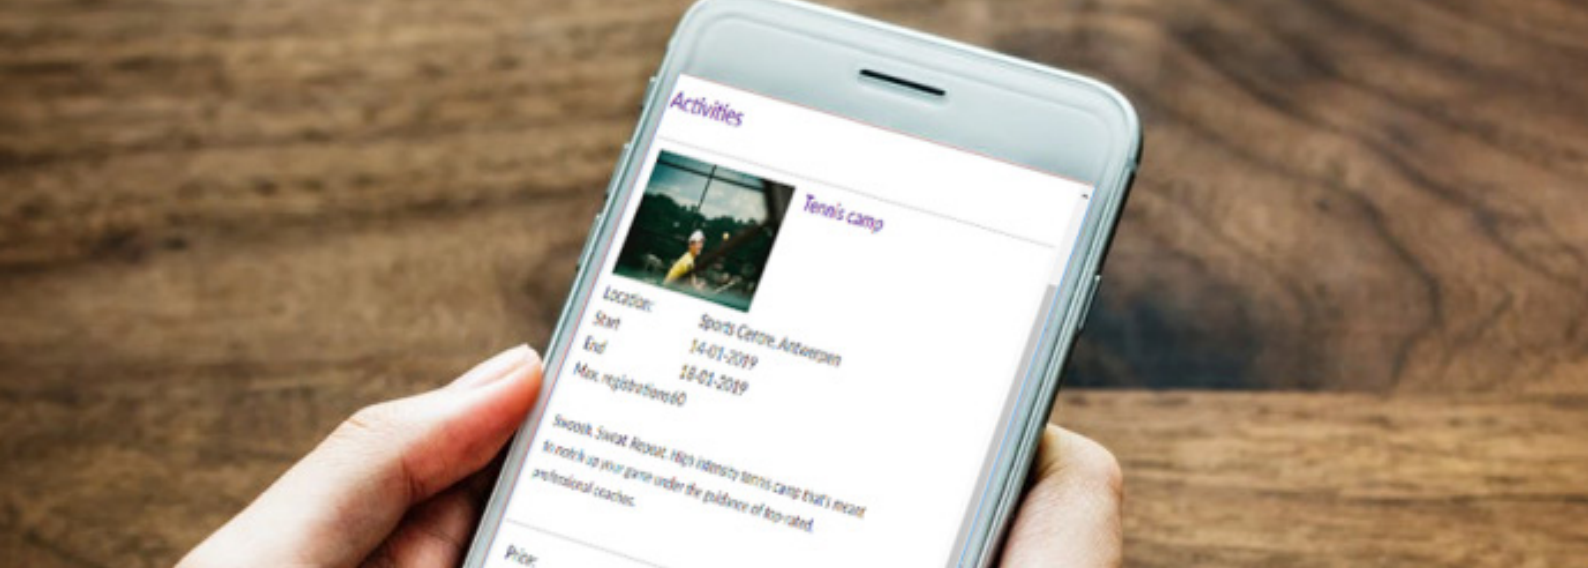 Activities
Tennis camp
Location: Sports Centre, Antwerpen
Start 14-01-2019
End 18-01-2019
Max. registrations60
Swoosh. Sweat. Repeat. High intensity tennis camp that's meant
to notch up your game under the guidance of top-rated,
professional coaches.
Price: